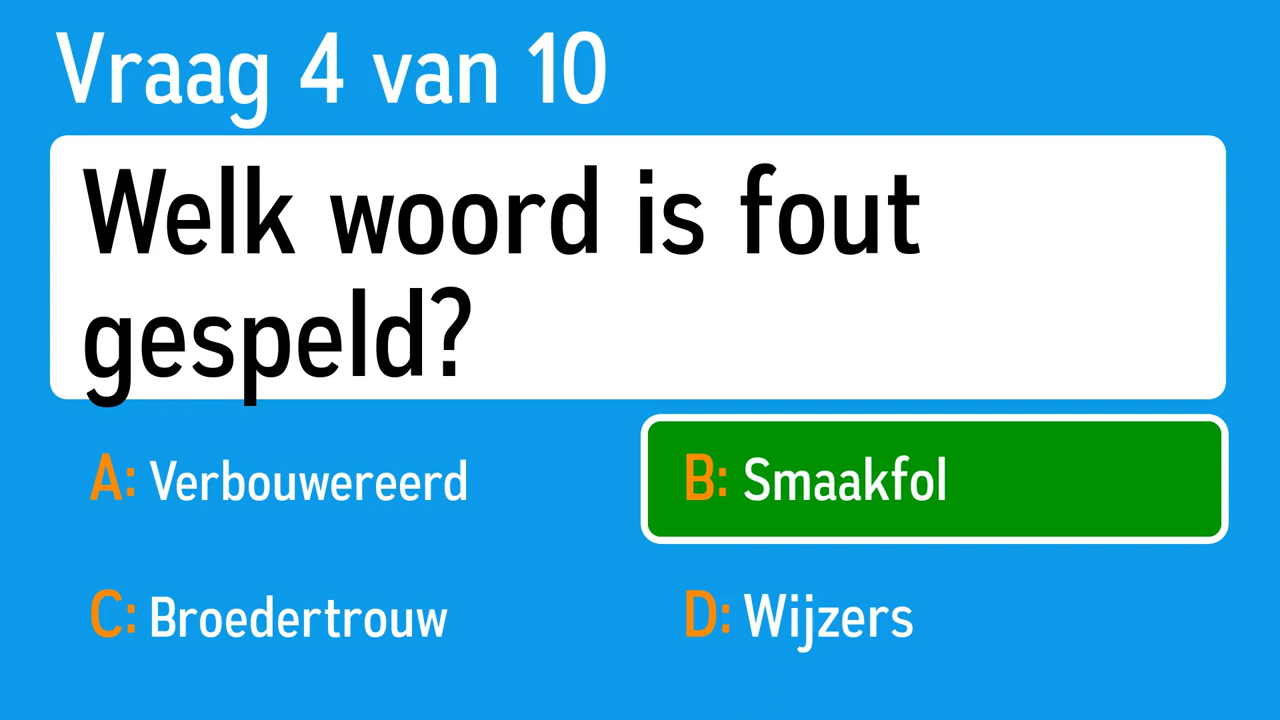 Vraag 4 van 10
Welk woord is fout
gespeld?
A: Verbouwereerd
B: Smaakfol
C: Broedertrouw
D: Wijzers